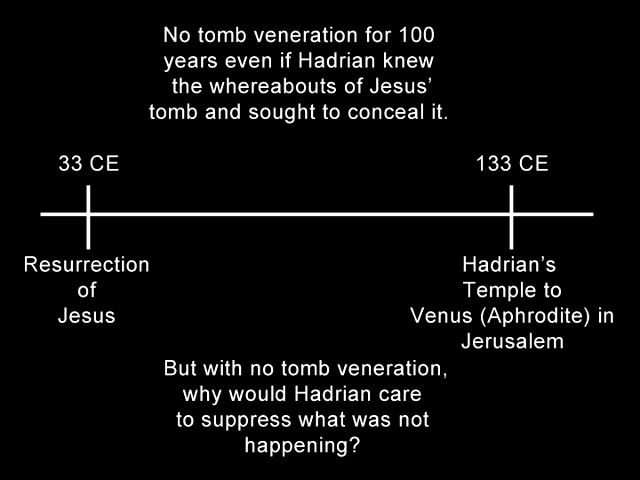 No tomb veneration for 100
years even if Hadrian knew
the whereabouts of Jesus'
tomb and sought to conceal it.
33 CE
133 CE
Resurrection
of
Jesus
Hadrian's
Temple to
Venus (Aphrodite) in
Jerusalem
But with no tomb veneration,
why would Hadrian care
to suppress what was not
happening?